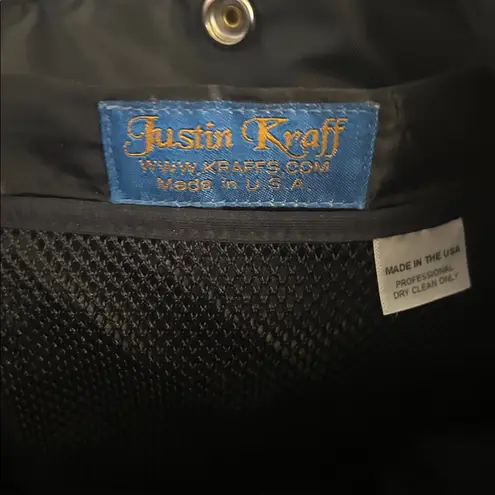 Justin Kraff
WWW.KRAFFS.COM
Made in U.S.A.
MADE IN THE USA
PROFESSIONAL
DRY CLEAN ONLY